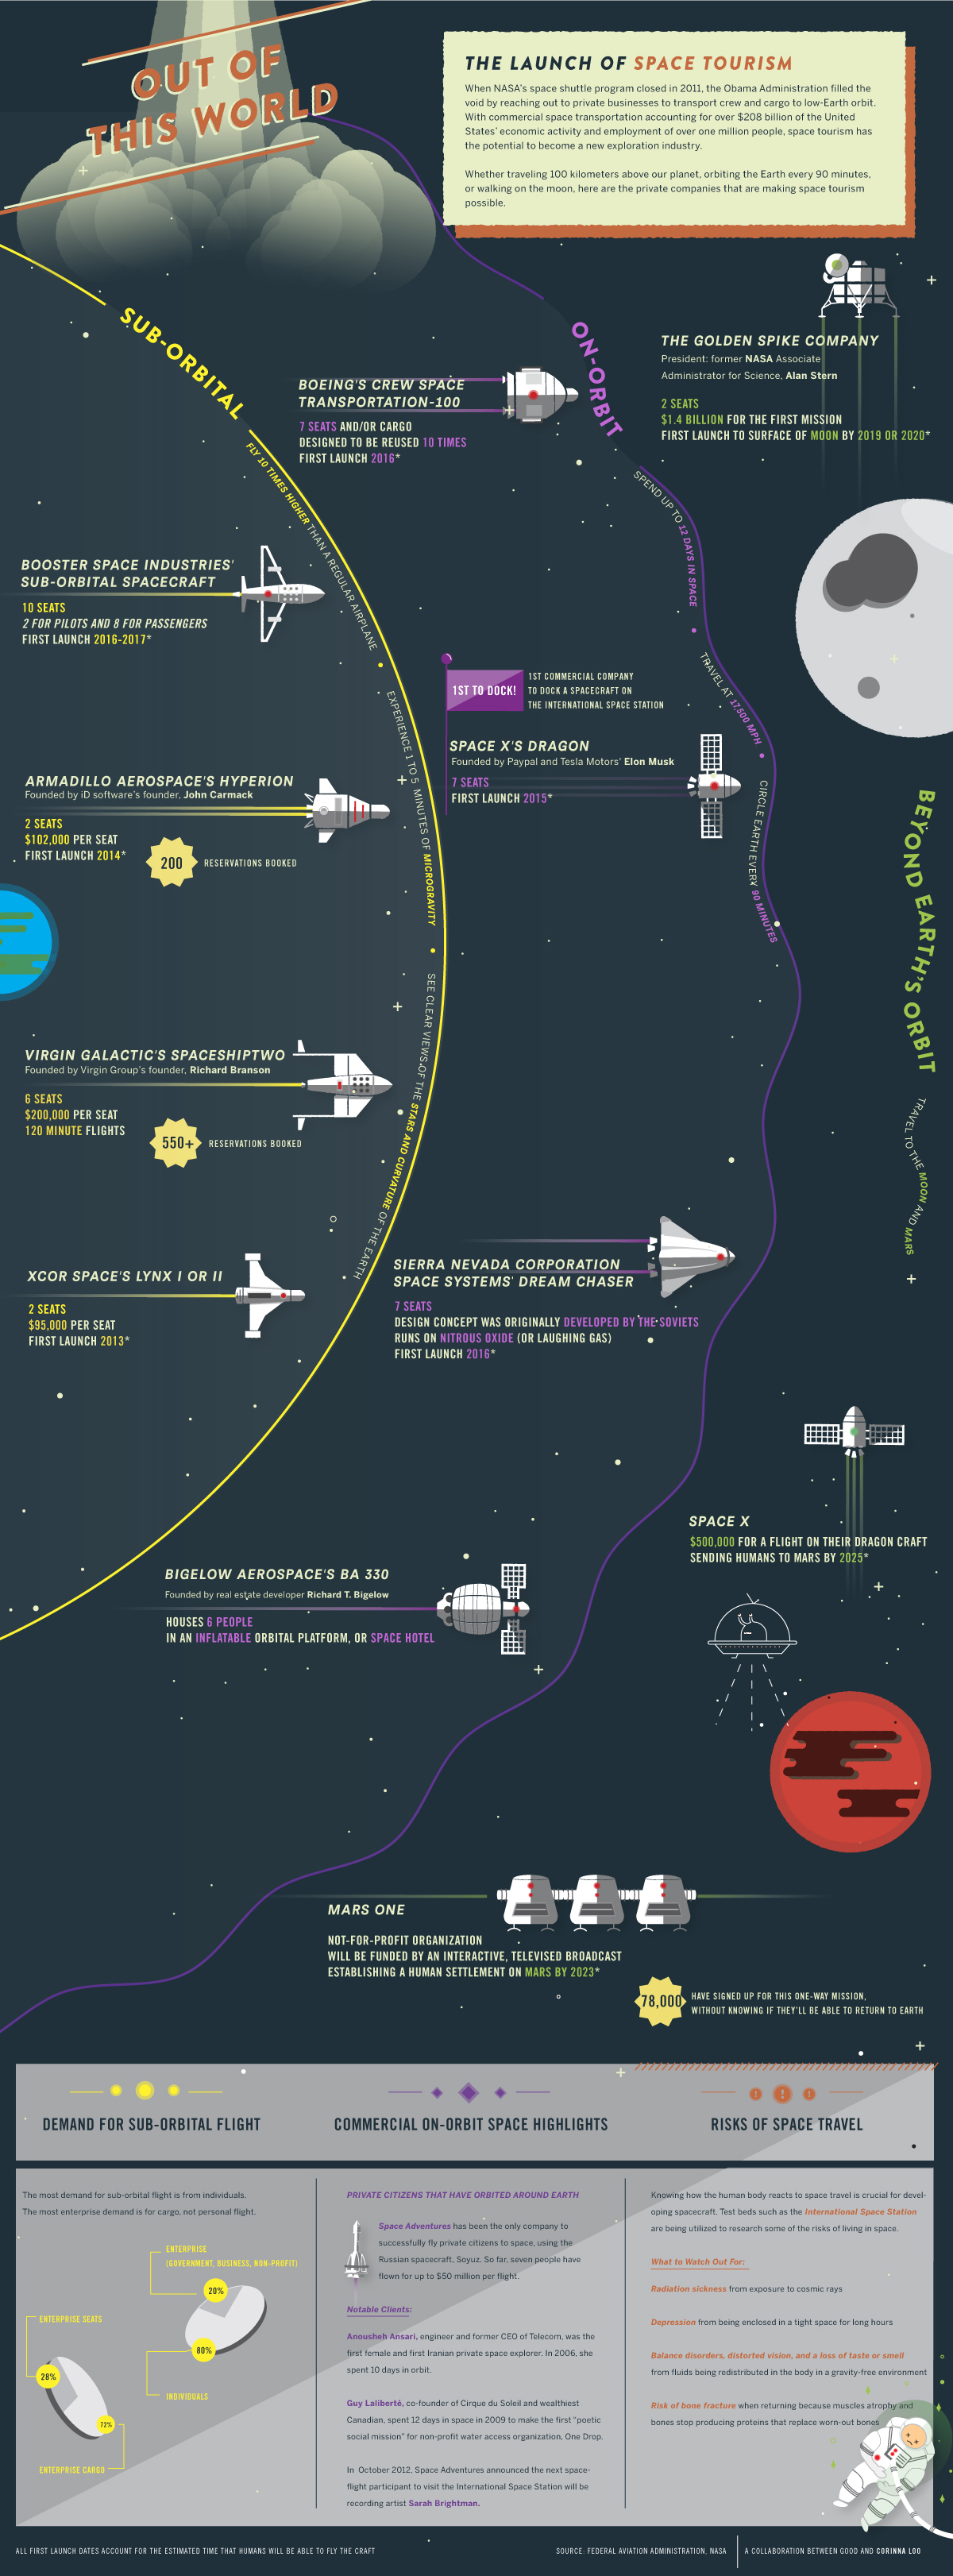 OUT OF
THIS WORLD
THE LAUNCH OF SPACE TOURISM
When NASA's space shuttle program closed in 2011, the Obama Administration filled the
void by reaching out to private businesses to transport crew and cargo to low-Earth orbit.
With commercial space transportation accounting for over $208 billion of the United
States' economic activity and employment of over one million people, space tourism has
the potential to become a new exploration industry.
Whether traveling 100 kilometers above our planet, orbiting the Earth every 90 minutes,
or walking on the moon, here are the private companies that are making space tourism
possible.
SUB-ORBITAL
FLY 10 TIMES HIGHER THAN A REGULAR AIRPLANE
EXPERIENCE 1 TO 5 MINUTES OF MICROGRAVITY
SEE CLEAR VIEWS OF THE STARS AND CURVATURE OF THE EARTH
ON-ORBIT
SPEND UP TO 12 DAYS IN SPACE
TRAVEL AT 17,500 MPH
CIRCLE EARTH EVERY 90 MINUTES
BEYOND EARTH'S ORBIT
TRAVEL TO THE MOON AND MARS
THE GOLDEN SPIKE COMPANY
President: former NASA Associate
Administrator for Science, Alan Stern
2 SEATS
$1.4 BILLION FOR THE FIRST MISSION
FIRST LAUNCH TO SURFACE OF MOON BY 2019 OR 2020*
BOEING'S CREW SPACE
TRANSPORTATION-100
7 SEATS AND/OR CARGO
DESIGNED TO BE REUSED 10 TIMES
FIRST LAUNCH 2016*
BOOSTER SPACE INDUSTRIES'
SUB-ORBITAL SPACECRAFT
10 SEATS
2 FOR PILOTS AND 8 FOR PASSENGERS
FIRST LAUNCH 2016-2017*
1ST TO DOCK!
1ST COMMERCIAL COMPANY
TO DOCK A SPACECRAFT ON
THE INTERNATIONAL SPACE STATION
SPACE X'S DRAGON
Founded by Paypal and Tesla Motors' Elon Musk
7 SEATS
FIRST LAUNCH 2015*
ARMADILLO AEROSPACE'S HYPERION
Founded by iD software's founder, John Carmack
2 SEATS
$102,000 PER SEAT
FIRST LAUNCH 2014*
200 RESERVATIONS BOOKED
VIRGIN GALACTIC'S SPACESHIPTWO
Founded by Virgin Group's founder, Richard Branson
6 SEATS
$200,000 PER SEAT
120 MINUTE FLIGHTS
550+ RESERVATIONS BOOKED
XCOR SPACE'S LYNX I OR II
2 SEATS
$95,000 PER SEAT
FIRST LAUNCH 2013*
SIERRA NEVADA CORPORATION
SPACE SYSTEMS' DREAM CHASER
7 SEATS
DESIGN CONCEPT WAS ORIGINALLY DEVELOPED BY THE SOVIETS
RUNS ON NITROUS OXIDE (OR LAUGHING GAS)
FIRST LAUNCH 2016*
SPACE X
$500,000 FOR A FLIGHT ON THEIR DRAGON CRAFT
SENDING HUMANS TO MARS BY 2025*
BIGELOW AEROSPACE'S BA 330
Founded by real estate developer Richard T. Bigelow
HOUSES 6 PEOPLE
IN AN INFLATABLE ORBITAL PLATFORM, OR SPACE HOTEL
MARS ONE
NOT-FOR-PROFIT ORGANIZATION
WILL BE FUNDED BY AN INTERACTIVE, TELEVISED BROADCAST
ESTABLISHING A HUMAN SETTLEMENT ON MARS BY 2023*
78,000
HAVE SIGNED UP FOR THIS ONE-WAY MISSION,
WITHOUT KNOWING IF THEY'LL BE ABLE TO RETURN TO EARTH
DEMAND FOR SUB-ORBITAL FLIGHT
The most demand for sub-orbital flight is from individuals.
The most enterprise demand is for cargo, not personal flight.
ENTERPRISE
(GOVERNMENT, BUSINESS, NON-PROFIT)
20%
80%
INDIVIDUALS
ENTERPRISE SEATS
28%
72%
ENTERPRISE CARGO
COMMERCIAL ON-ORBIT SPACE HIGHLIGHTS
PRIVATE CITIZENS THAT HAVE ORBITED AROUND EARTH
Space Adventures has been the only company to
successfully fly private citizens to space, using the
Russian spacecraft, Soyuz. So far, seven people have
flown for up to $50 million per flight.
Notable Clients:
Anousheh Ansari, engineer and former CEO of Telecom, was the
first female and first Iranian private space explorer. In 2006, she
spent 10 days in orbit.
Guy Laliberté, co-founder of Cirque du Soleil and wealthiest
Canadian, spent 12 days in space in 2009 to make the first "poetic
social mission" for non-profit water access organization, One Drop.
In October 2012, Space Adventures announced the next space-
flight participant to visit the International Space Station will be
recording artist Sarah Brightman.
RISKS OF SPACE TRAVEL
Knowing how the human body reacts to space travel is crucial for devel-
oping spacecraft. Test beds such as the International Space Station
are being utilized to research some of the risks of living in space.
What to Watch Out For:
Radiation sickness from exposure to cosmic rays
Depression from being enclosed in a tight space for long hours
Balance disorders, distorted vision, and a loss of taste or smell
from fluids being redistributed in the body in a gravity-free environment
Risk of bone fracture when returning because muscles atrophy and
bones stop producing proteins that replace worn-out bones
ALL FIRST LAUNCH DATES ACCOUNT FOR THE ESTIMATED TIME THAT HUMANS WILL BE ABLE TO FLY THE CRAFT
SOURCE: FEDERAL AVIATION ADMINISTRATION, NASA
A COLLABORATION BETWEEN GOOD AND CORINNA LOO